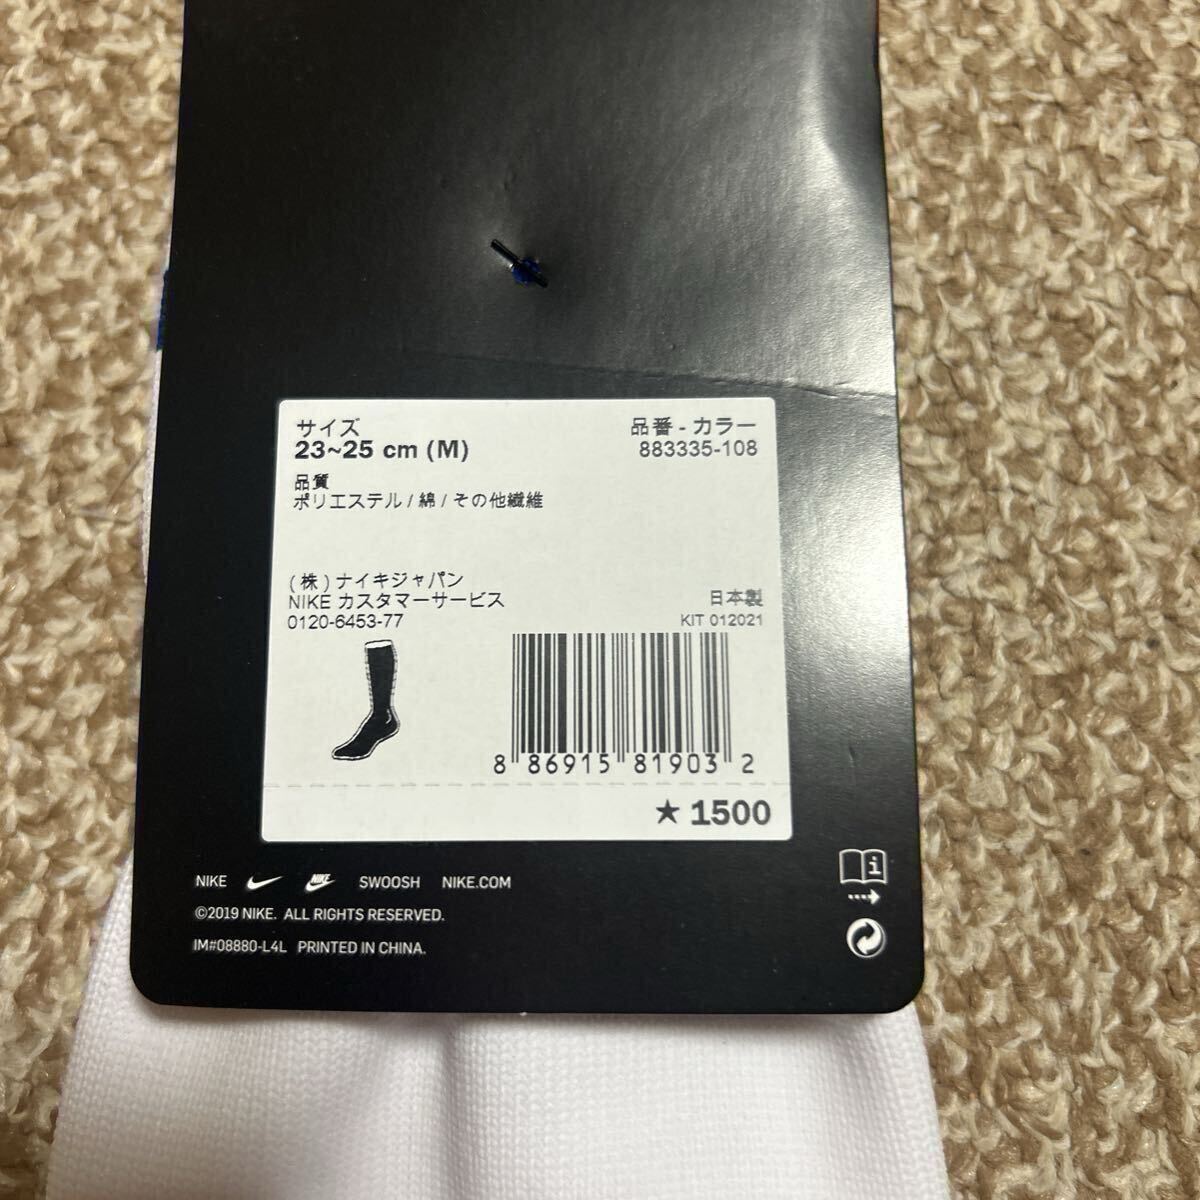 サイズ
23~25 cm (M)
品番 - カラー
883335-108
品質
ポリエステル / 綿 / その他繊維
(株) ナイキジャパン
NIKE カスタマーサービス
0120-6453-77
日本製
KIT 012021
8 86915 81903 2
★ 1500
NIKE NIKE SWOOSH NIKE.COM
©2019 NIKE. ALL RIGHTS RESERVED.
IM#08880-L4L PRINTED IN CHINA.